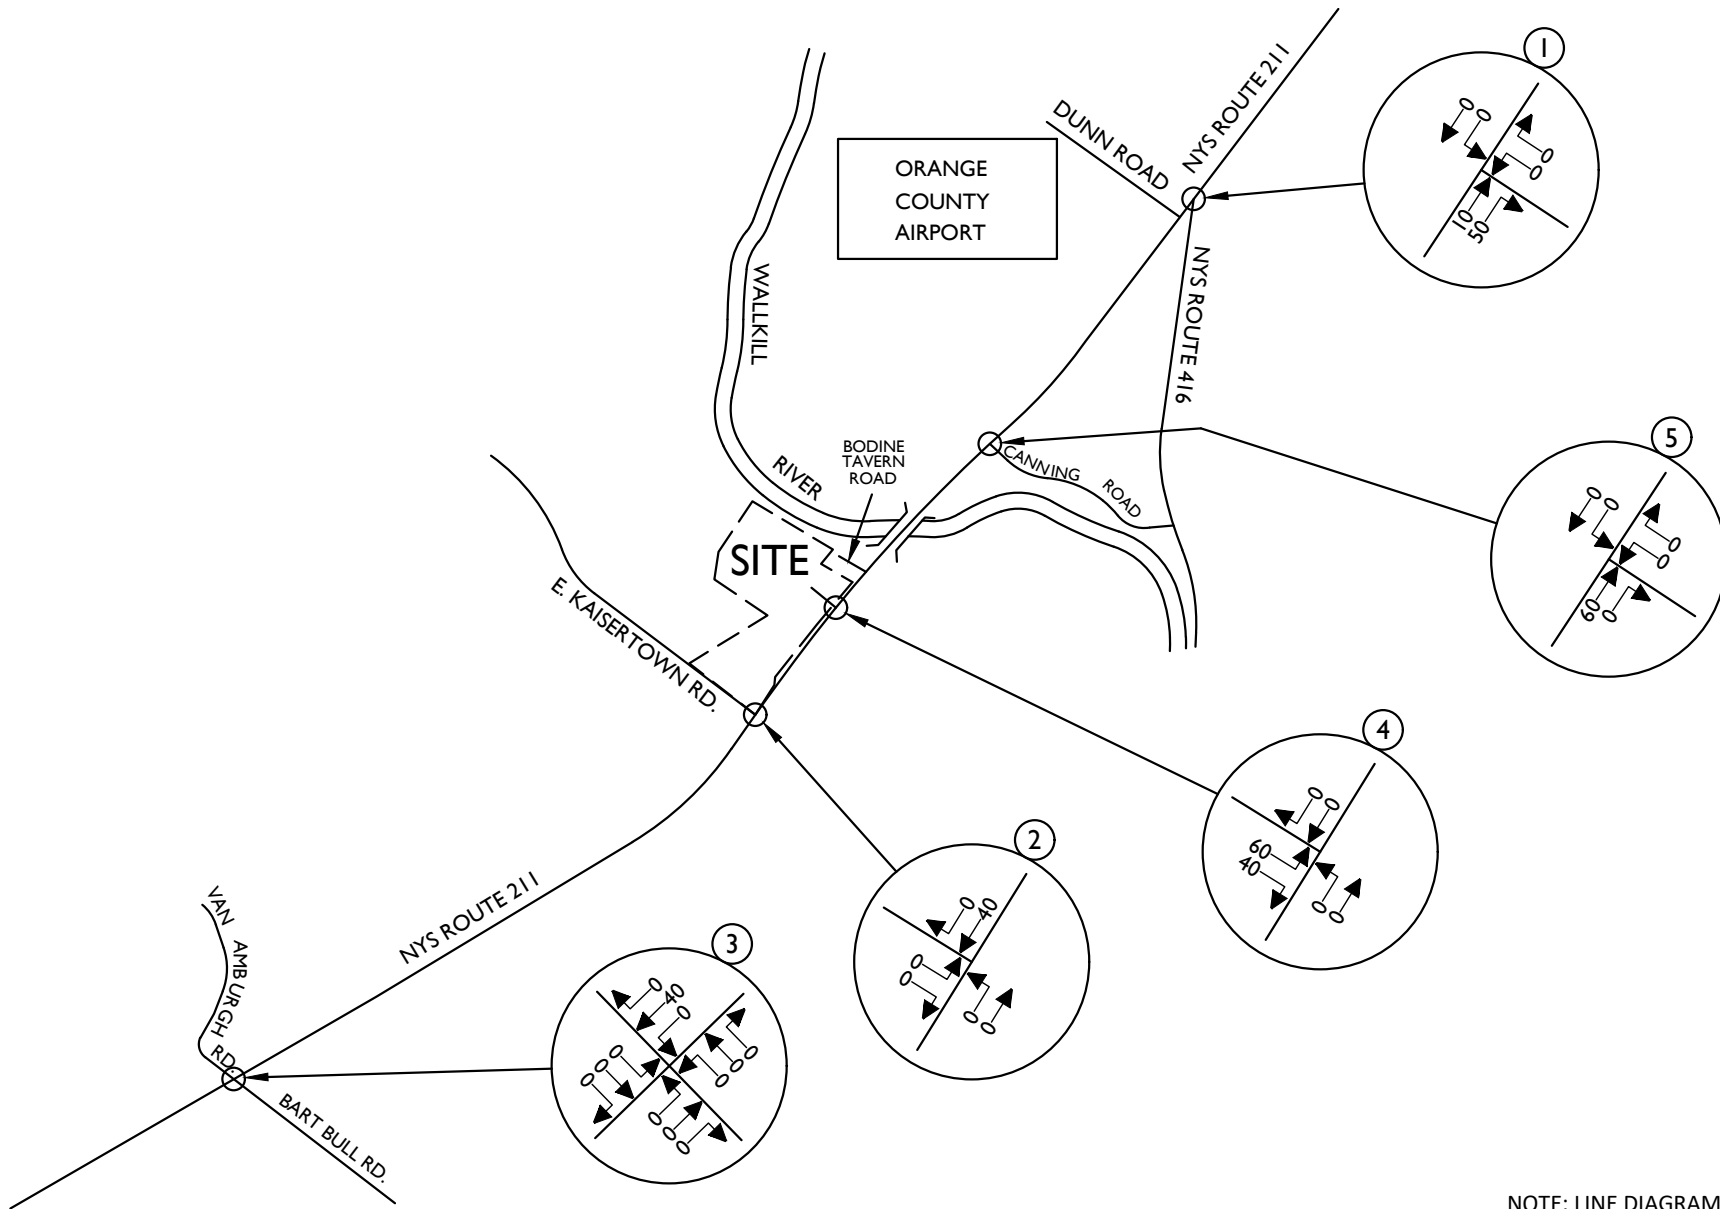 1
NYS ROUTE 211
DUNN ROAD
0
0
0
0
10
50
ORANGE
COUNTY
AIRPORT
WALLKILL
RIVER
NYS ROUTE 416
BODINE
TAVERN
ROAD
CANNING ROAD
5
0
0
0
0
60
0
SITE
E. KAISERTOWN RD.
4
0
0
60
40
0
0
2
0
40
0
0
0
0
NYS ROUTE 211
VAN AMBURGH RD.
BART BULL RD.
3
0
40
0
0
0
0
0
0
0
0
0
0
NOTE: LINE DIAGRAM